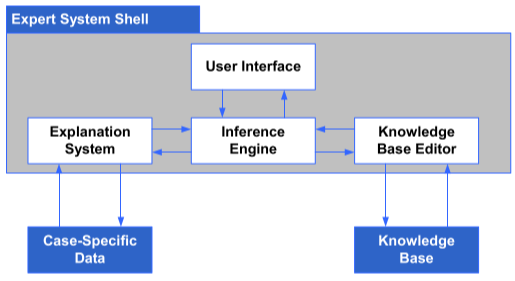 Expert System Shell
User Interface
Explanation
System
Inference
Engine
Knowledge
Base Editor
Case-Specific
Data
Knowledge
Base